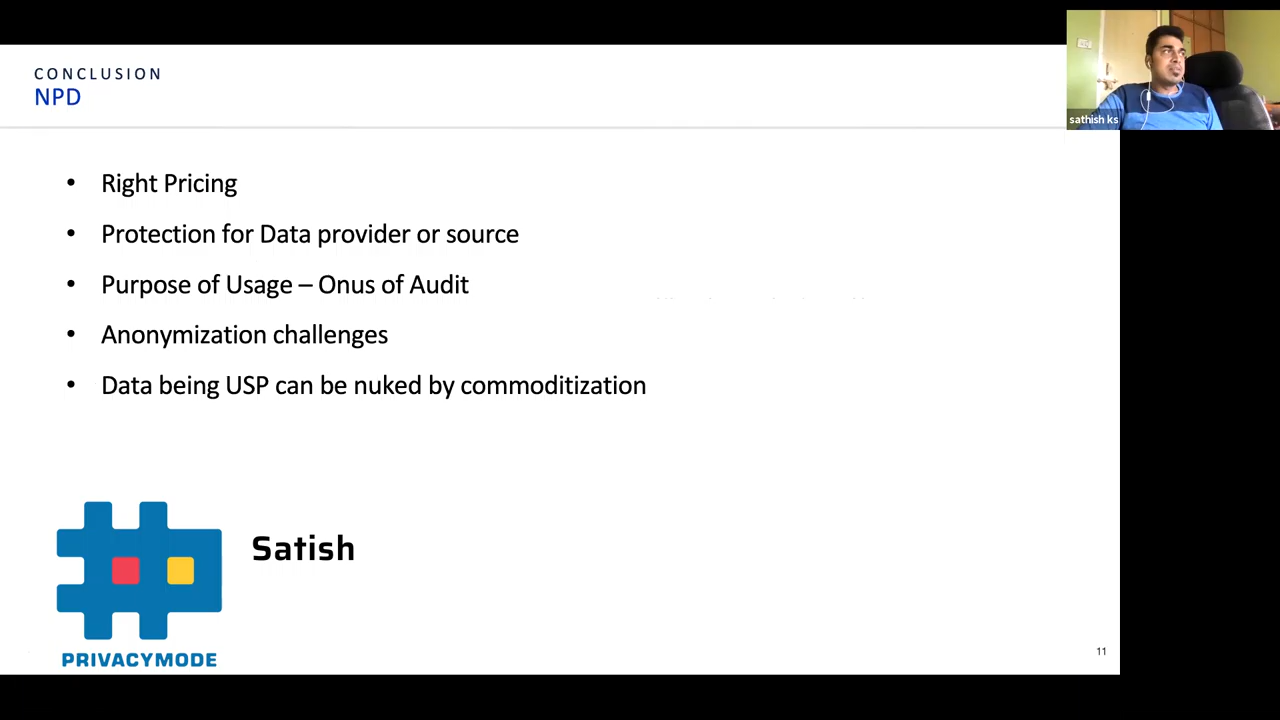 CONCLUSION
NPD
sathish ks
• Right Pricing
• Protection for Data provider or source
• Purpose of Usage – Onus of Audit
• Anonymization challenges
• Data being USP can be nuked by commoditization
Satish
PRIVACYMODE
11